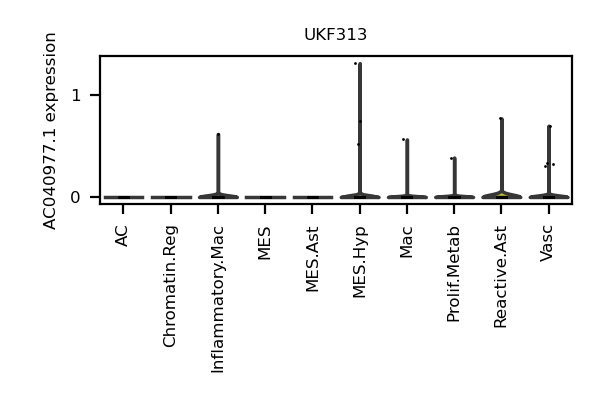 UKF313
AC040977.1 expression
1
0
AC
Chromatin.Reg
Inflammatory.Mac
MES
MES.Ast
MES.Hyp
Mac
Prolif.Metab
Reactive.Ast
Vasc